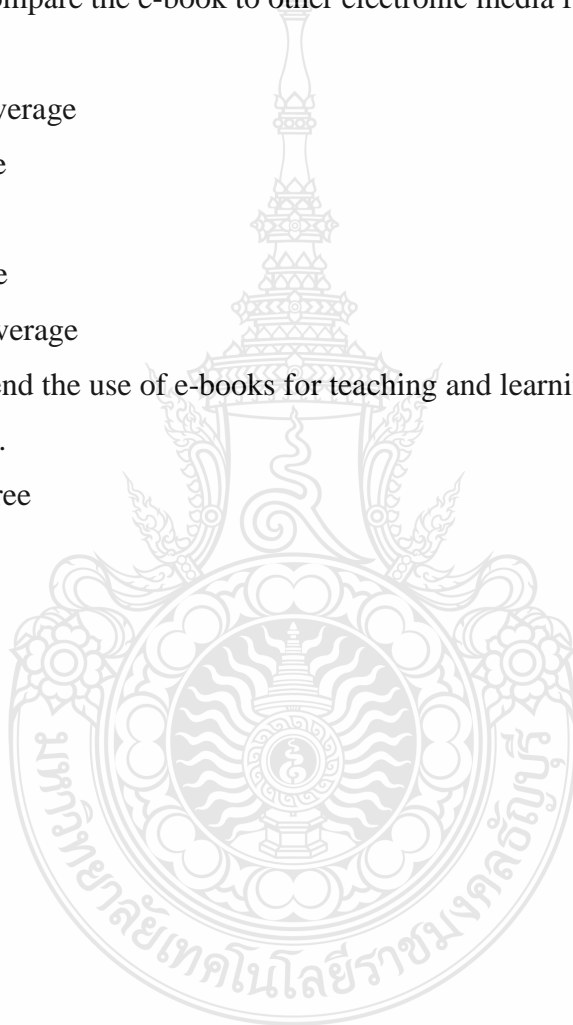 mpare the e-book to other electronic media f
verage
e
e
verage
end the use of e-books for teaching and learni
.
ree
มหาวิทยาลัยเทคโนโลยีราชมงคลธัญบุรี